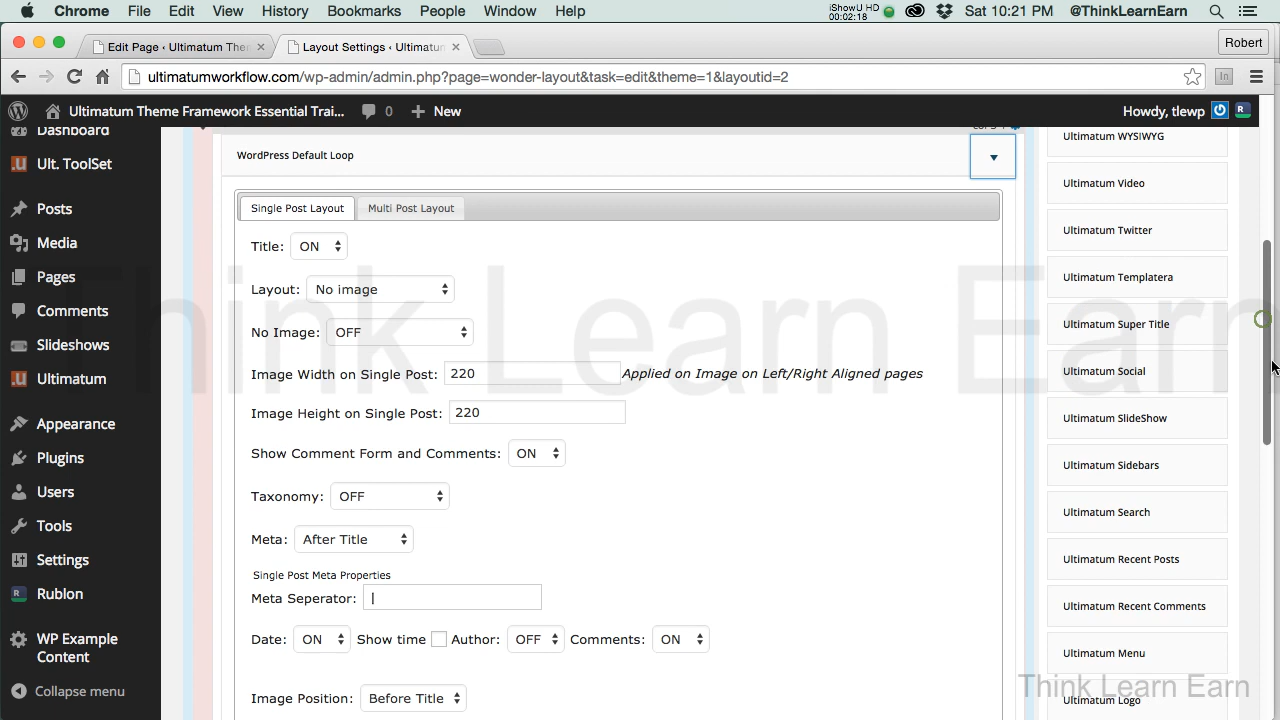 Chrome File Edit View History Bookmarks People Window Help iShowU HD 00:02:18 Sat 10:21 PM @ThinkLearnEarn
Edit Page ‹ Ultimatum The Layout Settings ‹ Ultimatum Robert
ultimatumworkflow.com/wp-admin/admin.php?page=wonder-layout&task=edit&theme=1&layoutid=2 In
Ultimatum Theme Framework Essential Trai... 0 New Howdy, tlewp R
Dashboard
Ult. ToolSet
Posts
Media
Pages
Comments
Slideshows
Ultimatum
Appearance
Plugins
Users
Tools
Settings
R Rublon
WP Example
Content
Collapse menu
WordPress Default Loop
Single Post Layout Multi Post Layout
Title: ON
Layout: No image
No Image: OFF
Image Width on Single Post: 220 Applied on Image on Left/Right Aligned pages
Image Height on Single Post: 220
Show Comment Form and Comments: ON
Taxonomy: OFF
Meta: After Title
Single Post Meta Properties
Meta Seperator: |
Date: ON Show time Author: OFF Comments: ON
Image Position: Before Title
Ultimatum WYSIWYG
Ultimatum Video
Ultimatum Twitter
Ultimatum Templatera
Ultimatum Super Title
Ultimatum Social
Ultimatum SlideShow
Ultimatum Sidebars
Ultimatum Search
Ultimatum Recent Posts
Ultimatum Recent Comments
Ultimatum Menu
Ultimatum Logo
Think Learn Earn
Think Learn Earn